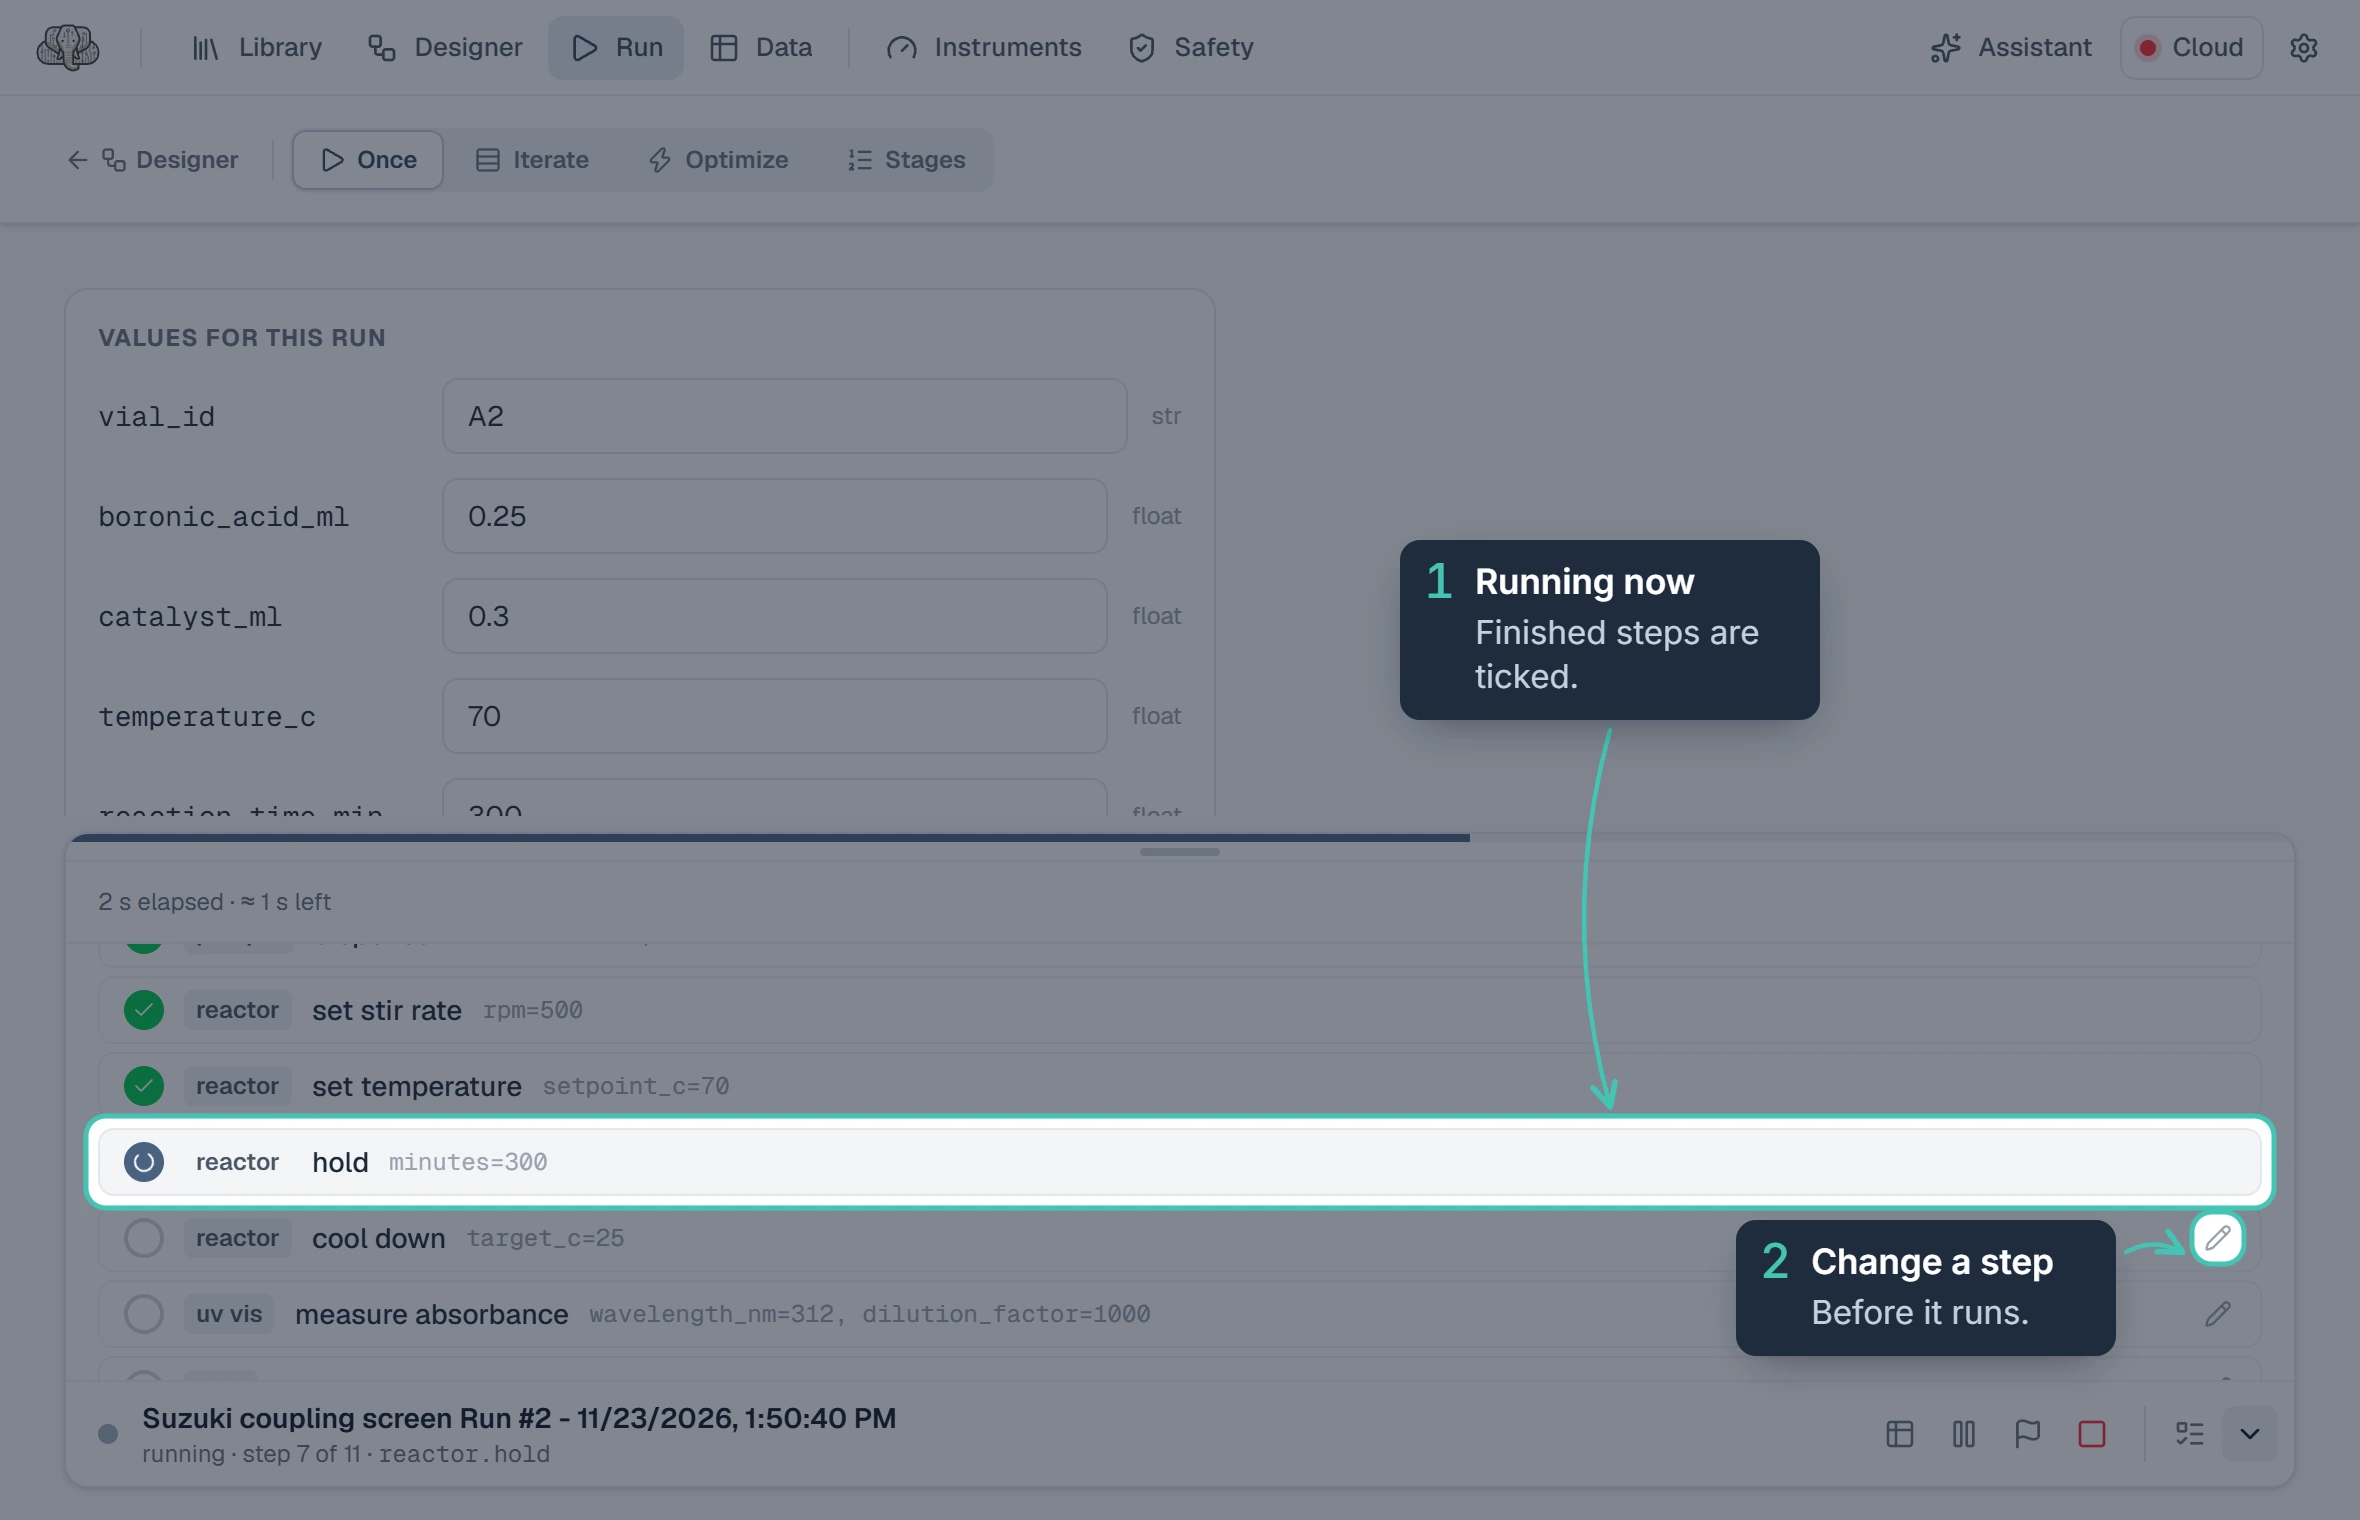 Library Designer Run Data Instruments Safety Assistant Cloud
Designer Once Iterate Optimize Stages
VALUES FOR THIS RUN
vial_id A2 str
boronic_acid_ml 0.25 float
catalyst_ml 0.3 float
temperature_c 70 float
reaction_time_min 300 float
1 Running now
Finished steps are
ticked.
2 s elapsed · ≈ 1 s left
reactor set stir rate rpm=500
reactor set temperature setpoint_c=70
reactor hold minutes=300
reactor cool down target_c=25
2 Change a step
Before it runs.
uv vis measure absorbance wavelength_nm=312, dilution_factor=1000
Suzuki coupling screen Run #2 - 11/23/2026, 1:50:40 PM
running · step 7 of 11 · reactor.hold